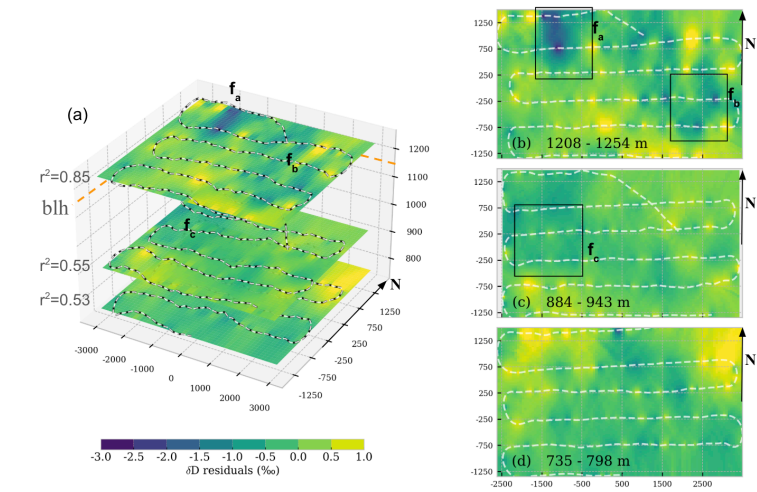 (a)
f
a
f
b
f
c
r²=0.85
blh
r²=0.55
r²=0.53
1200
1100
1000
900
800
N
1250
750
250
-250
-750
-1250
-3000
-2000
-1000
0
1000
2000
3000
-3.0 -2.5 -2.0 -1.5 -1.0 -0.5 0.0 0.5 1.0
δD residuals (‰)
1250
750
250
-250
-750
-1250
f
a
f
b
N
(b) 1208 - 1254 m
1250
750
250
-250
-750
-1250
f
c
N
(c) 884 - 943 m
1250
750
250
-250
-750
-1250
N
(d) 735 - 798 m
-2500 -1500 -500 500 1500 2500